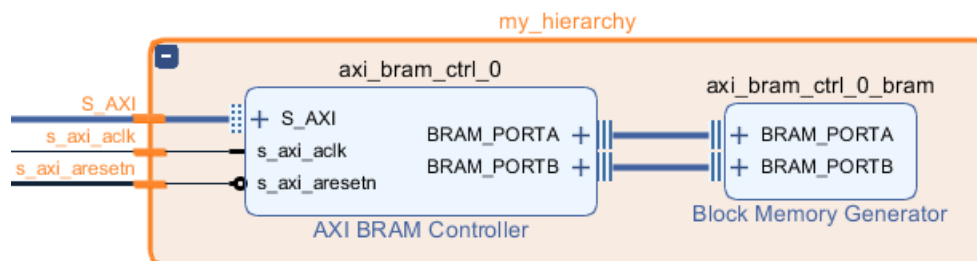 my_hierarchy
axi_bram_ctrl_0
axi_bram_ctrl_0_bram
S_AXI
s_axi_aclk
s_axi_aresetn
S_AXI
s_axi_aclk
s_axi_aresetn
BRAM_PORTA
BRAM_PORTB
BRAM_PORTA
BRAM_PORTB
AXI BRAM Controller
Block Memory Generator